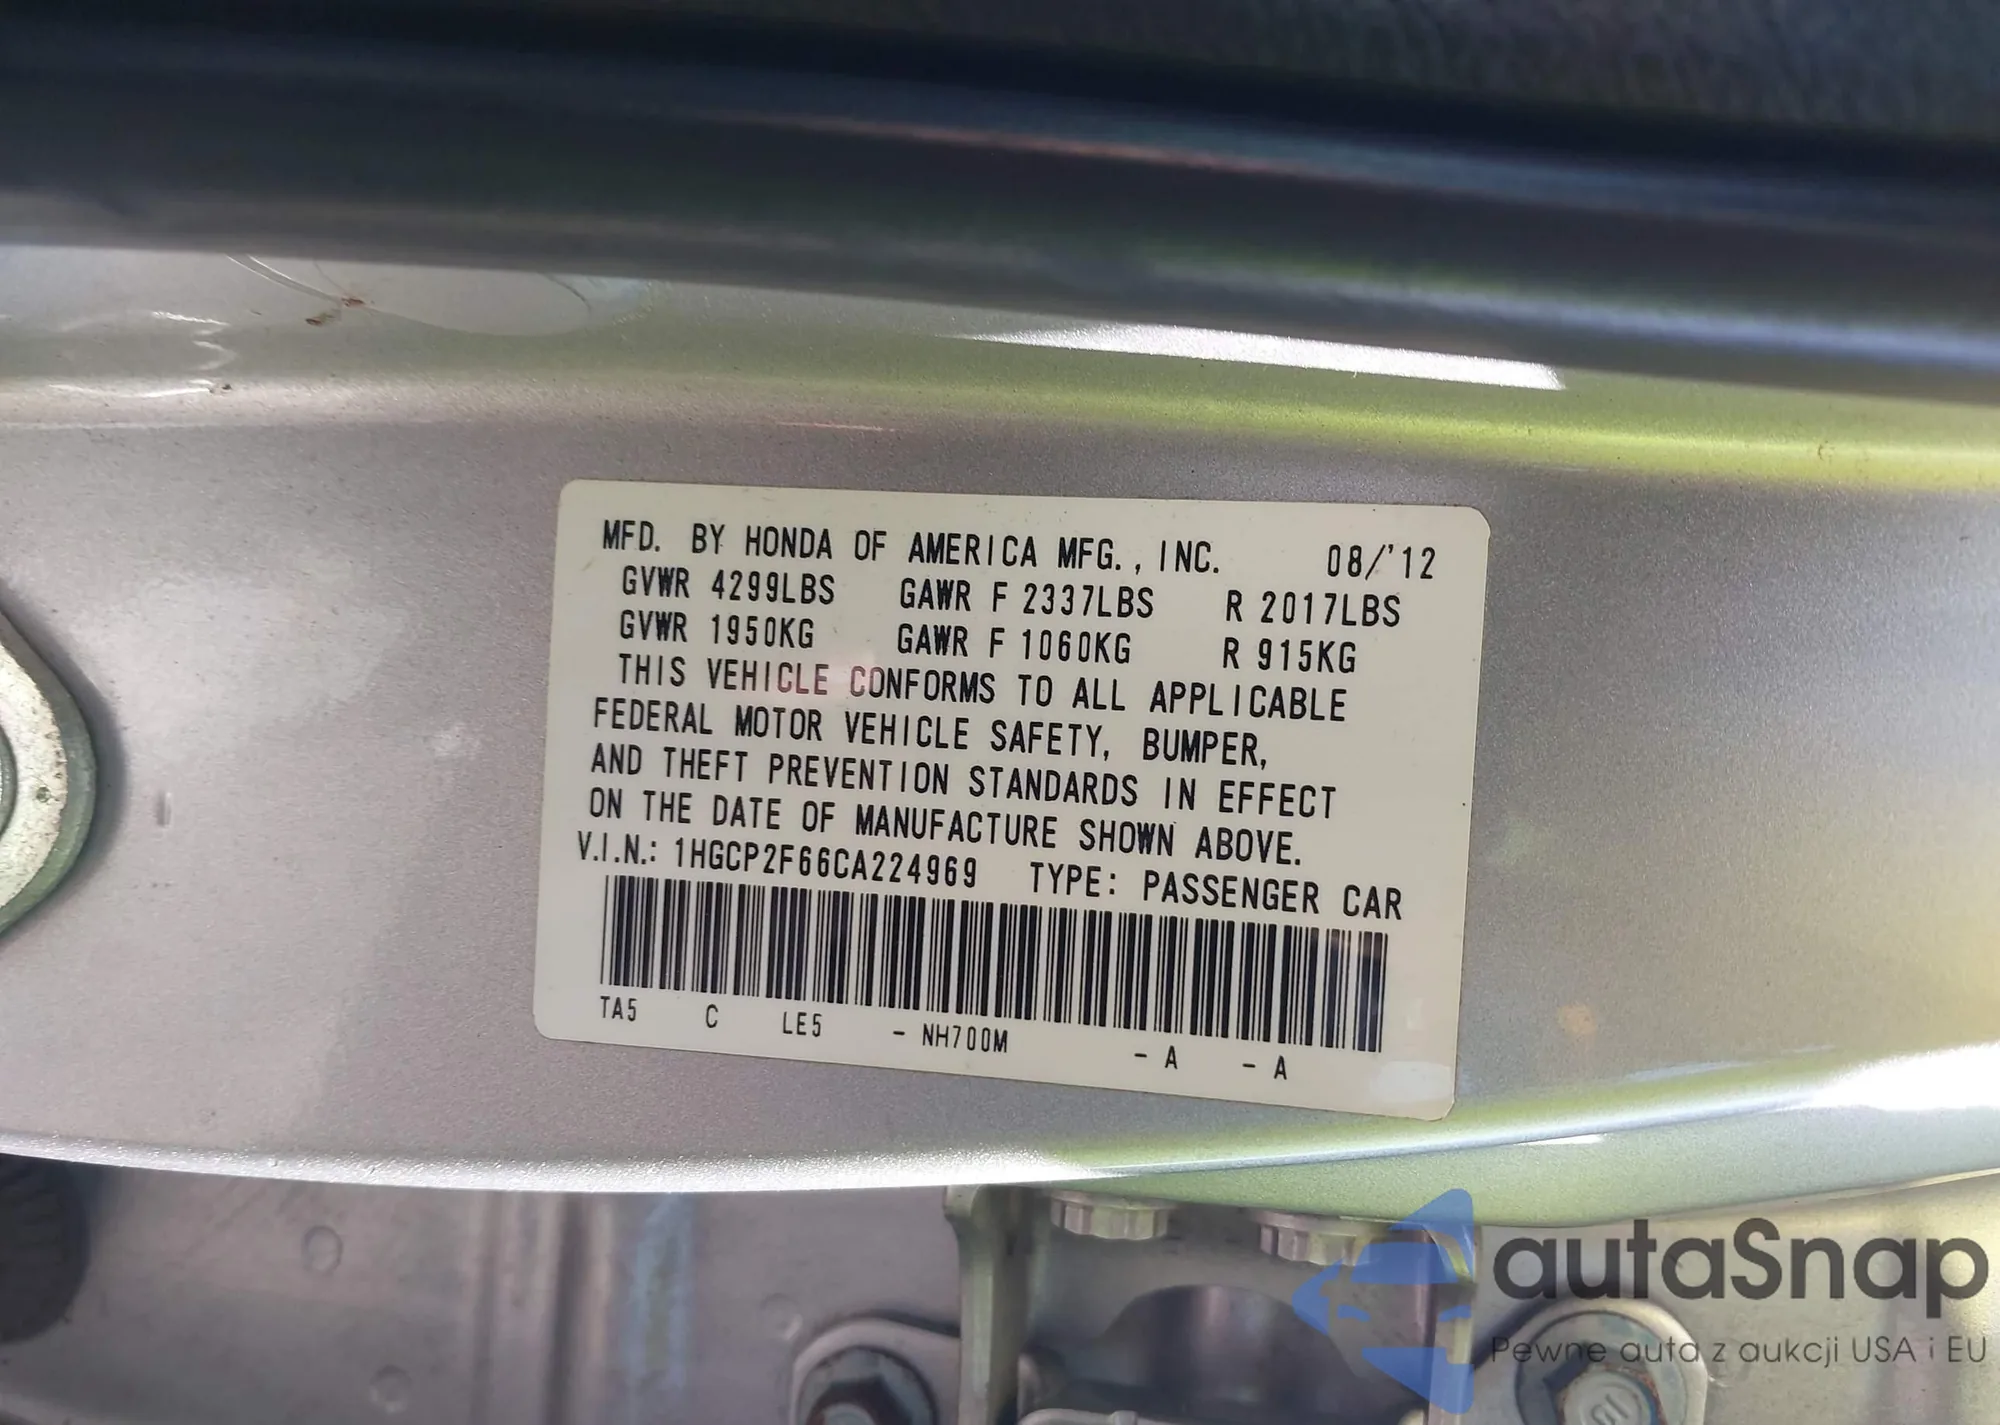 MFD. BY HONDA OF AMERICA MFG., INC. 08/'12
GVWR 4299LBS GAWR F 2337LBS R 2017LBS
GVWR 1950KG GAWR F 1060KG R 915KG
THIS VEHICLE CONFORMS TO ALL APPLICABLE
FEDERAL MOTOR VEHICLE SAFETY, BUMPER,
AND THEFT PREVENTION STANDARDS IN EFFECT
ON THE DATE OF MANUFACTURE SHOWN ABOVE.
V.I.N.: 1HGCP2F66CA224969 TYPE: PASSENGER CAR
TA5 C LE5 - NH700M - A - A
autaSnap
Pewne auta z aukcji USA i EU